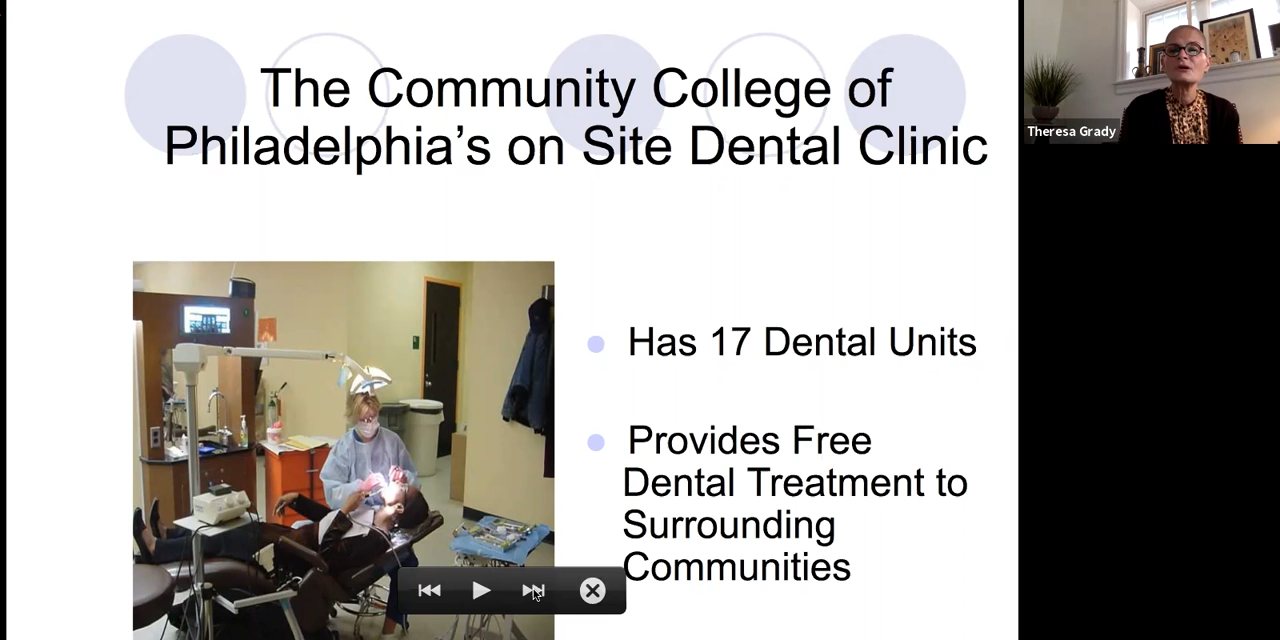 The Community College of
Philadelphia’s on Site Dental Clinic
Has 17 Dental Units
Provides Free
Dental Treatment to
Surrounding
Communities
Theresa Grady